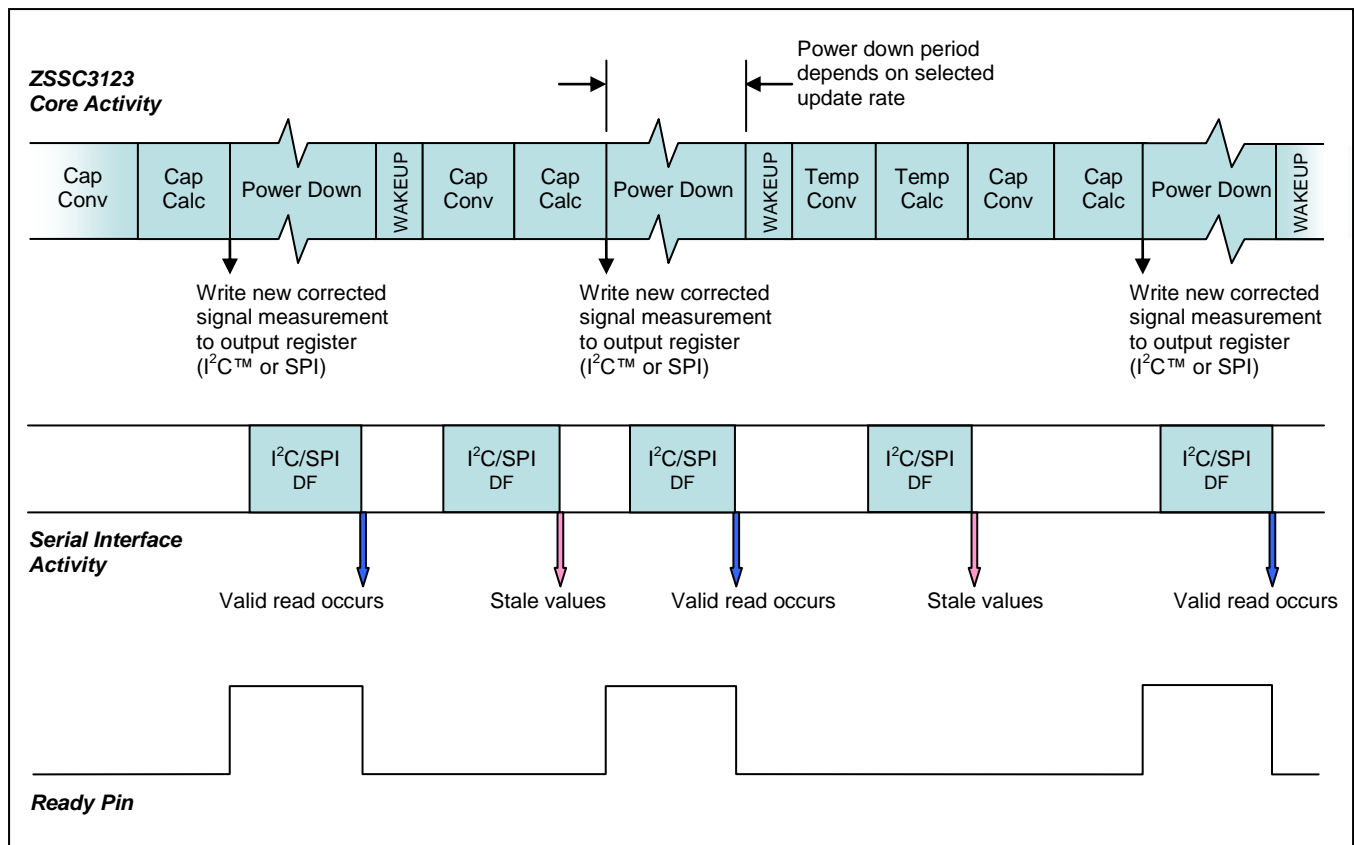 ZSSC3123
Core Activity
Power down period
depends on selected
update rate
Cap
Conv
Cap
Calc
Power Down
WAKEUP
Cap
Conv
Cap
Calc
Power Down
WAKEUP
Temp
Conv
Temp
Calc
Cap
Conv
Cap
Calc
Power Down
WAKEUP
Write new corrected
signal measurement
to output register
(I²C™ or SPI)
Write new corrected
signal measurement
to output register
(I²C™ or SPI)
Write new corrected
signal measurement
to output register
(I²C™ or SPI)
I²C/SPI
DF
I²C/SPI
DF
I²C/SPI
DF
I²C/SPI
DF
I²C/SPI
DF
Serial Interface
Activity
Valid read occurs
Stale values
Valid read occurs
Stale values
Valid read occurs
Ready Pin